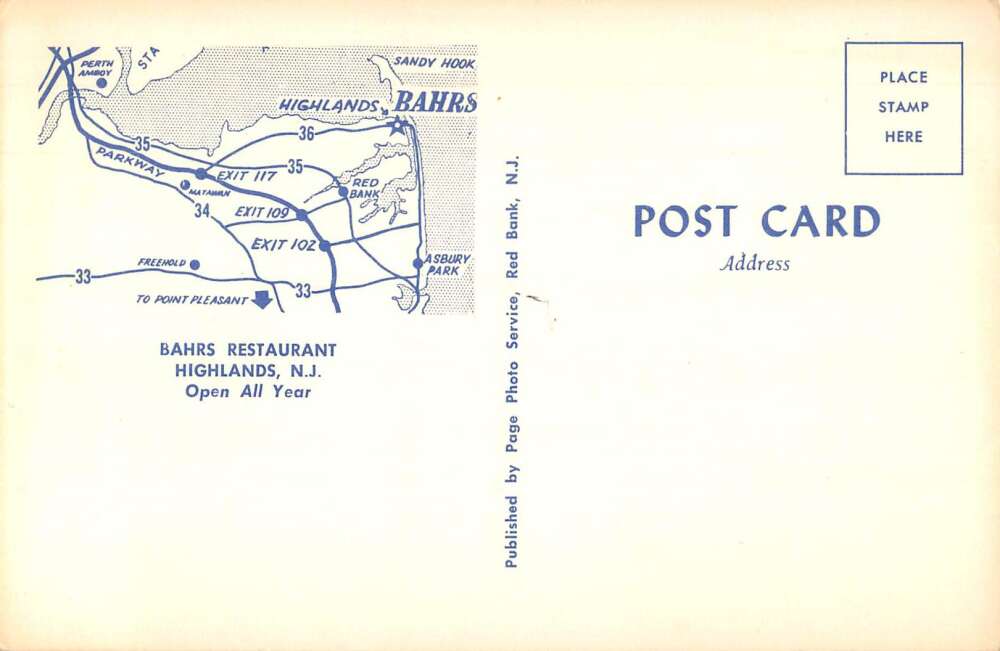 STA
PERTH
AMBOY
SANDY HOOK
HIGHLANDS
BAHRS
35
36
PARKWAY
EXIT 117
35
MATAWAN
RED
BANK
34
EXIT 109
EXIT 102
FREEHOLD
ASBURY
PARK
33
33
TO POINT PLEASANT
BAHRS RESTAURANT
HIGHLANDS, N.J.
Open All Year
Published by Page Photo Service, Red Bank, N.J.
PLACE
STAMP
HERE
POST CARD
Address